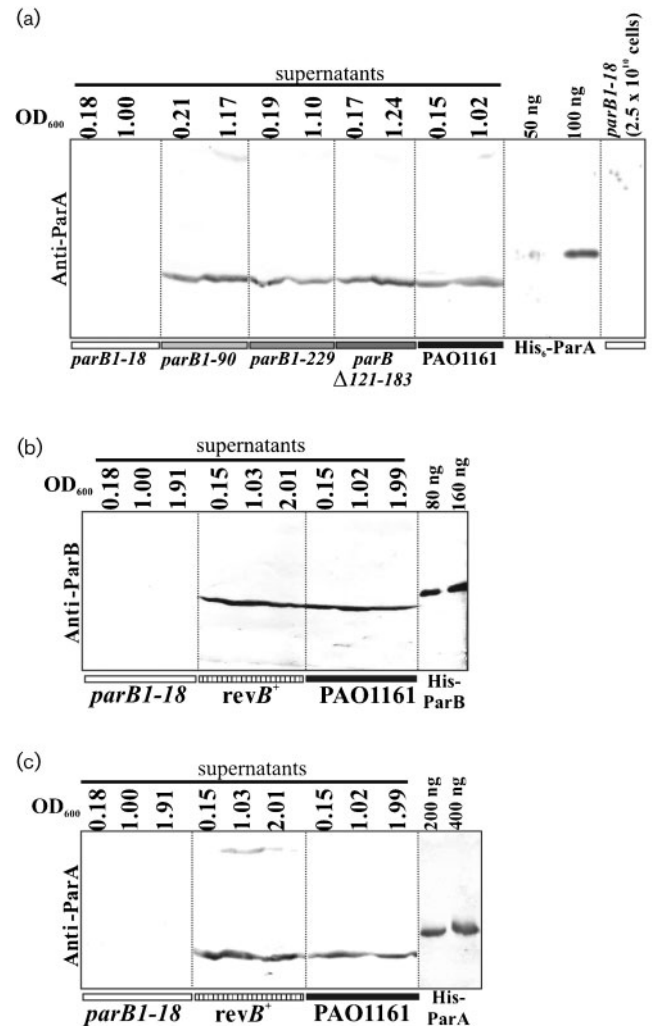 (a)
supernatants
OD600 0.18 1.00 0.21 1.17 0.19 1.10 0.17 1.24 0.15 1.02 50 ng 100 ng parB1-18 (2.5 x 10^10 cells)
Anti-ParA
parB1-18 parB1-90 parB1-229 parB Δ121-183 PAO1161 His6-ParA
(b)
supernatants
OD600 0.18 1.00 1.91 0.15 1.03 2.01 0.15 1.02 1.99 80 ng 160 ng
Anti-ParB
parB1-18 revB+ PAO1161 His-ParB
(c)
supernatants
OD600 0.18 1.00 1.91 0.15 1.03 2.01 0.15 1.02 1.99 200 ng 400 ng
Anti-ParA
parB1-18 revB+ PAO1161 His-ParA